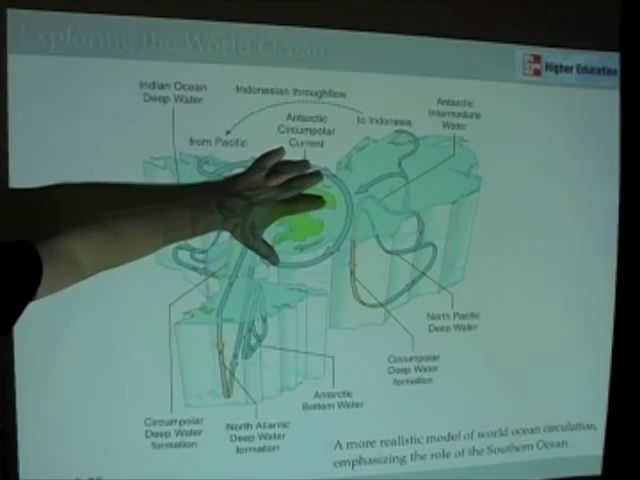 Exploring the World Ocean
Higher Education
Indian Ocean
Deep Water
Indonesian throughflow
from Pacific
to Indonesia
Antarctic
Circumpolar
Current
Antarctic
Intermediate
Water
North Pacific
Deep Water
Circumpolar
Deep Water
formation
Antarctic
Bottom Water
Circumpolar
Deep Water
formation
North Atlantic
Deep Water
formation
A more realistic model of world ocean circulation,
emphasizing the role of the Southern Ocean.